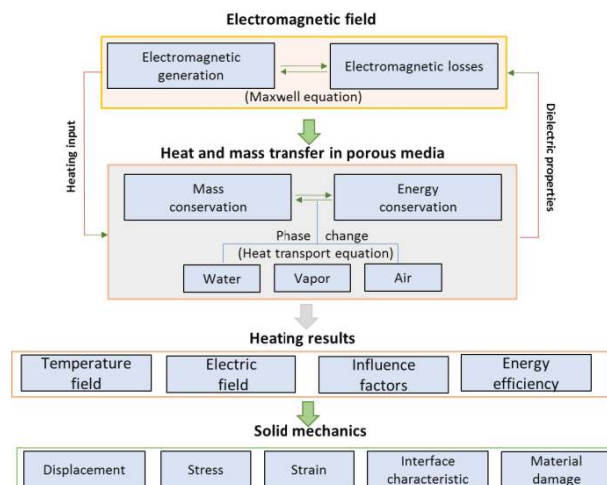 Electromagnetic field
Electromagnetic
generation
Electromagnetic losses
(Maxwell equation)
Heating input
Dielectric properties
Heat and mass transfer in porous media
Mass
conservation
Energy
conservation
Phase change
(Heat transport equation)
Water
Vapor
Air
Heating results
Temperature
field
Electric
field
Influence
factors
Energy
efficiency
Solid mechanics
Displacement
Stress
Strain
Interface
characteristic
Material
damage